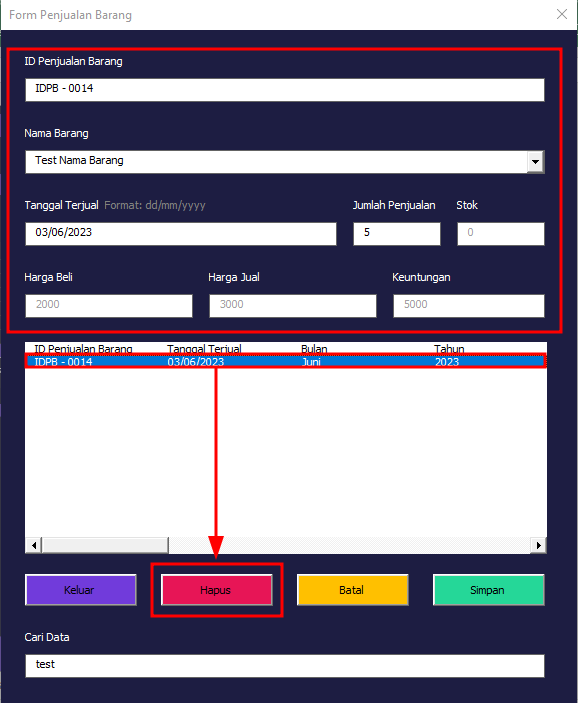 Form Penjualan Barang
ID Penjualan Barang
IDPB - 0014
Nama Barang
Test Nama Barang
Tanggal Terjual Format: dd/mm/yyyy Jumlah Penjualan Stok
03/06/2023 5 0
Harga Beli Harga Jual Keuntungan
2000 3000 5000
ID Penjualan Barang Tanggal Terjual Bulan Tahun
IDPB - 0014 03/06/2023 Juni 2023
Keluar Hapus Batal Simpan
Cari Data
test